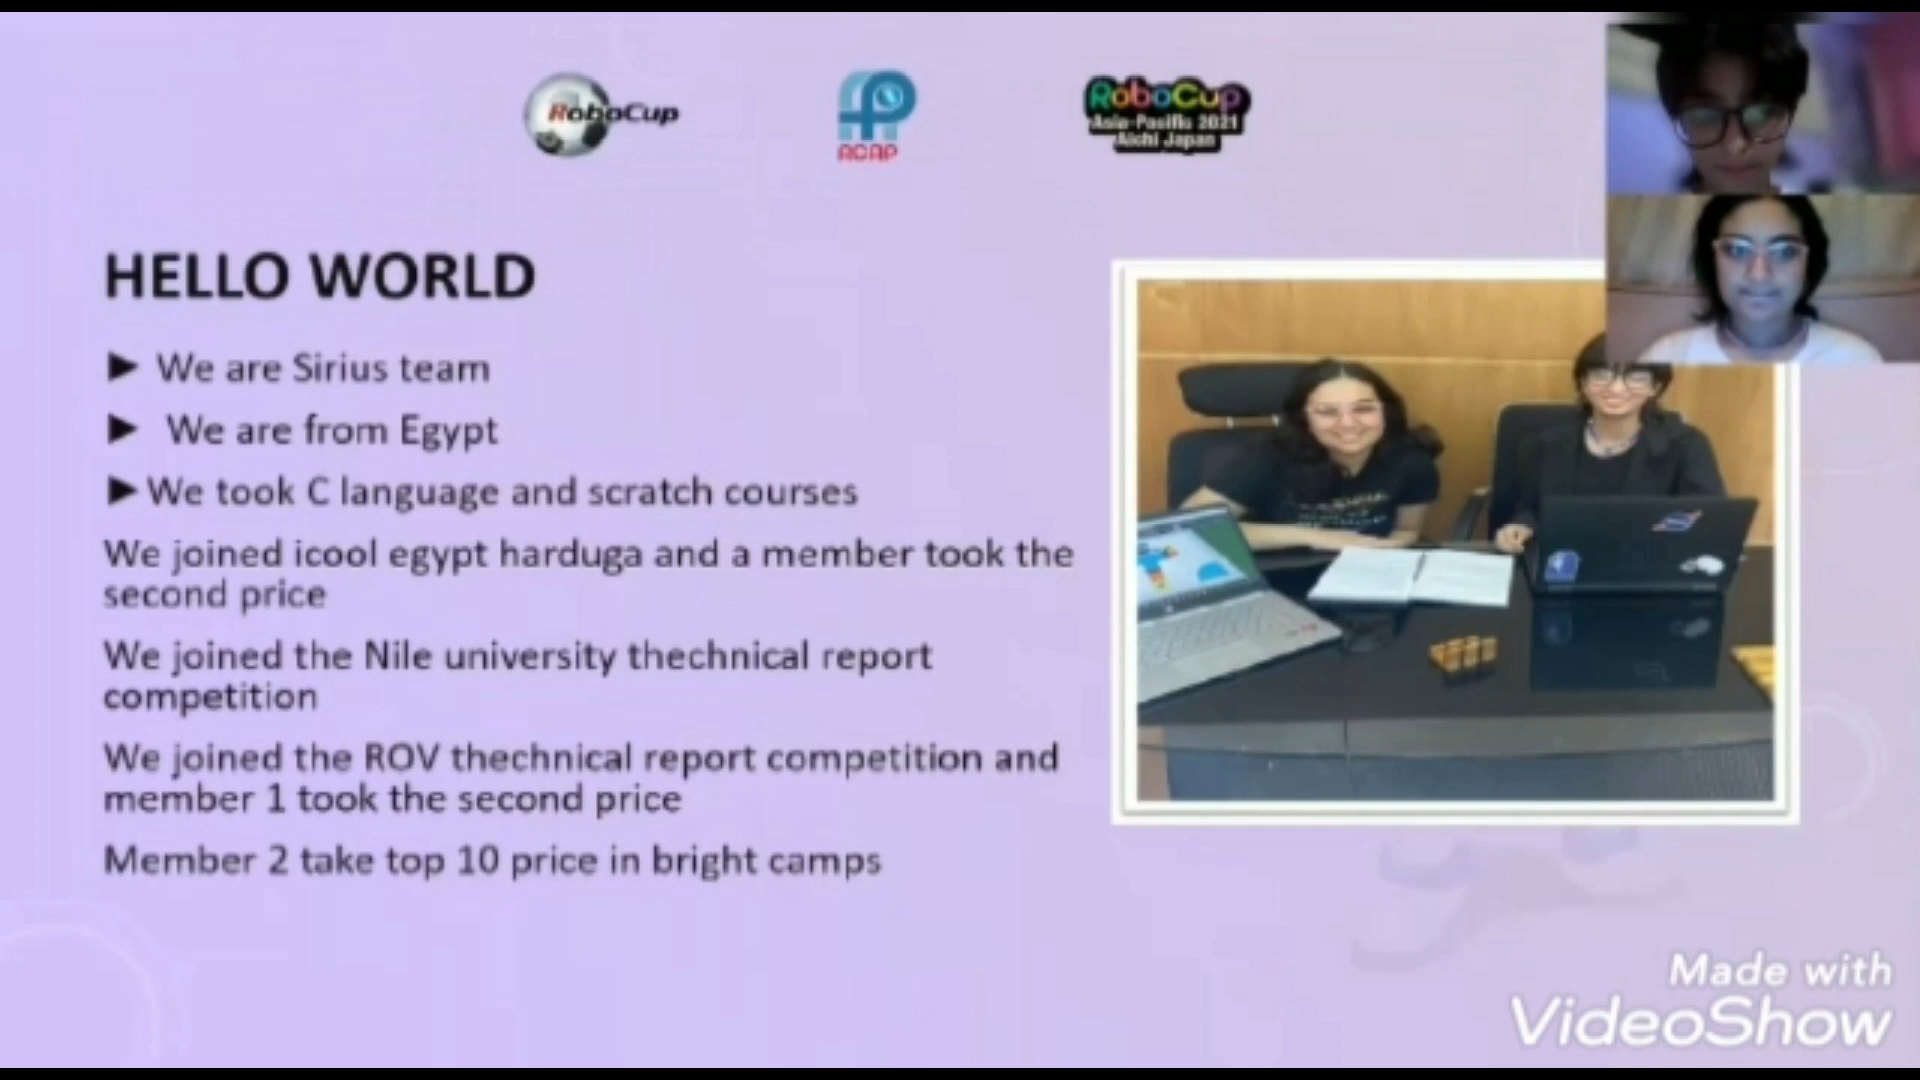 RoboCup
RCAP
RoboCup
Asia-Pacific 2021
Aichi Japan
HELLO WORLD
► We are Sirius team
► We are from Egypt
►We took C language and scratch courses
We joined icool egypt harduga and a member took the
second price
We joined the Nile university thechnical report
competition
We joined the ROV thechnical report competition and
member 1 took the second price
Member 2 take top 10 price in bright camps
Made with
VideoShow